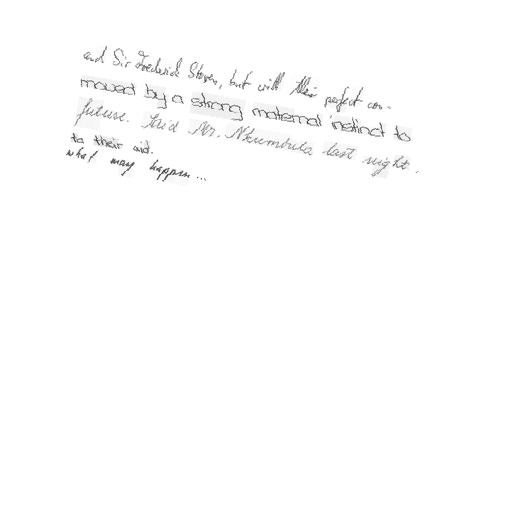 and Sir Frederick Stores, but with their perfect con-
moved by a strong maternal instinct to
future. Said Mr. Nkumbula last night.
to their aid.
what may happen...